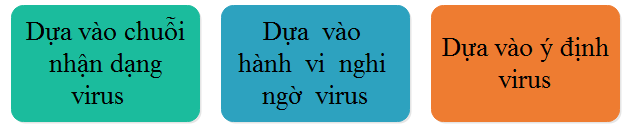 Dựa vào chuỗi
nhận dạng
virus
Dựa vào
hành vi nghi
ngờ virus
Dựa vào ý định
virus